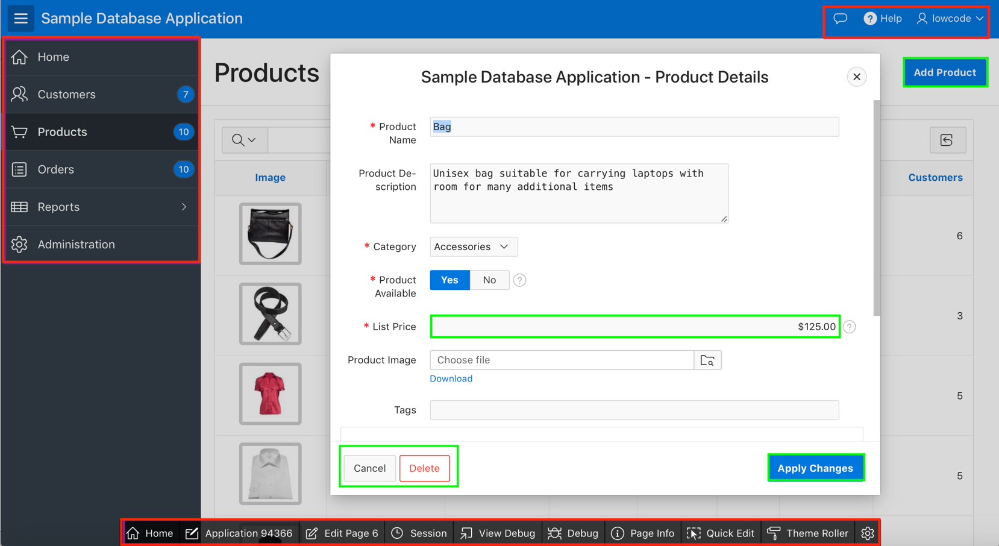 Sample Database Application
? Help
lowcode
Home
Customers 7
Products 10
Orders 10
Reports
Administration
Products
Add Product
Image
Customers
6
3
5
5
Sample Database Application - Product Details
* Product
Name
Bag
Product De-
scription
Unisex bag suitable for carrying laptops with
room for many additional items
* Category
Accessories
* Product
Available
Yes
No
?
* List Price
$125.00
?
Product Image
Choose file
Download
Tags
Cancel
Delete
Apply Changes
Home
Application 94366
Edit Page 6
Session
View Debug
Debug
Page Info
Quick Edit
Theme Roller